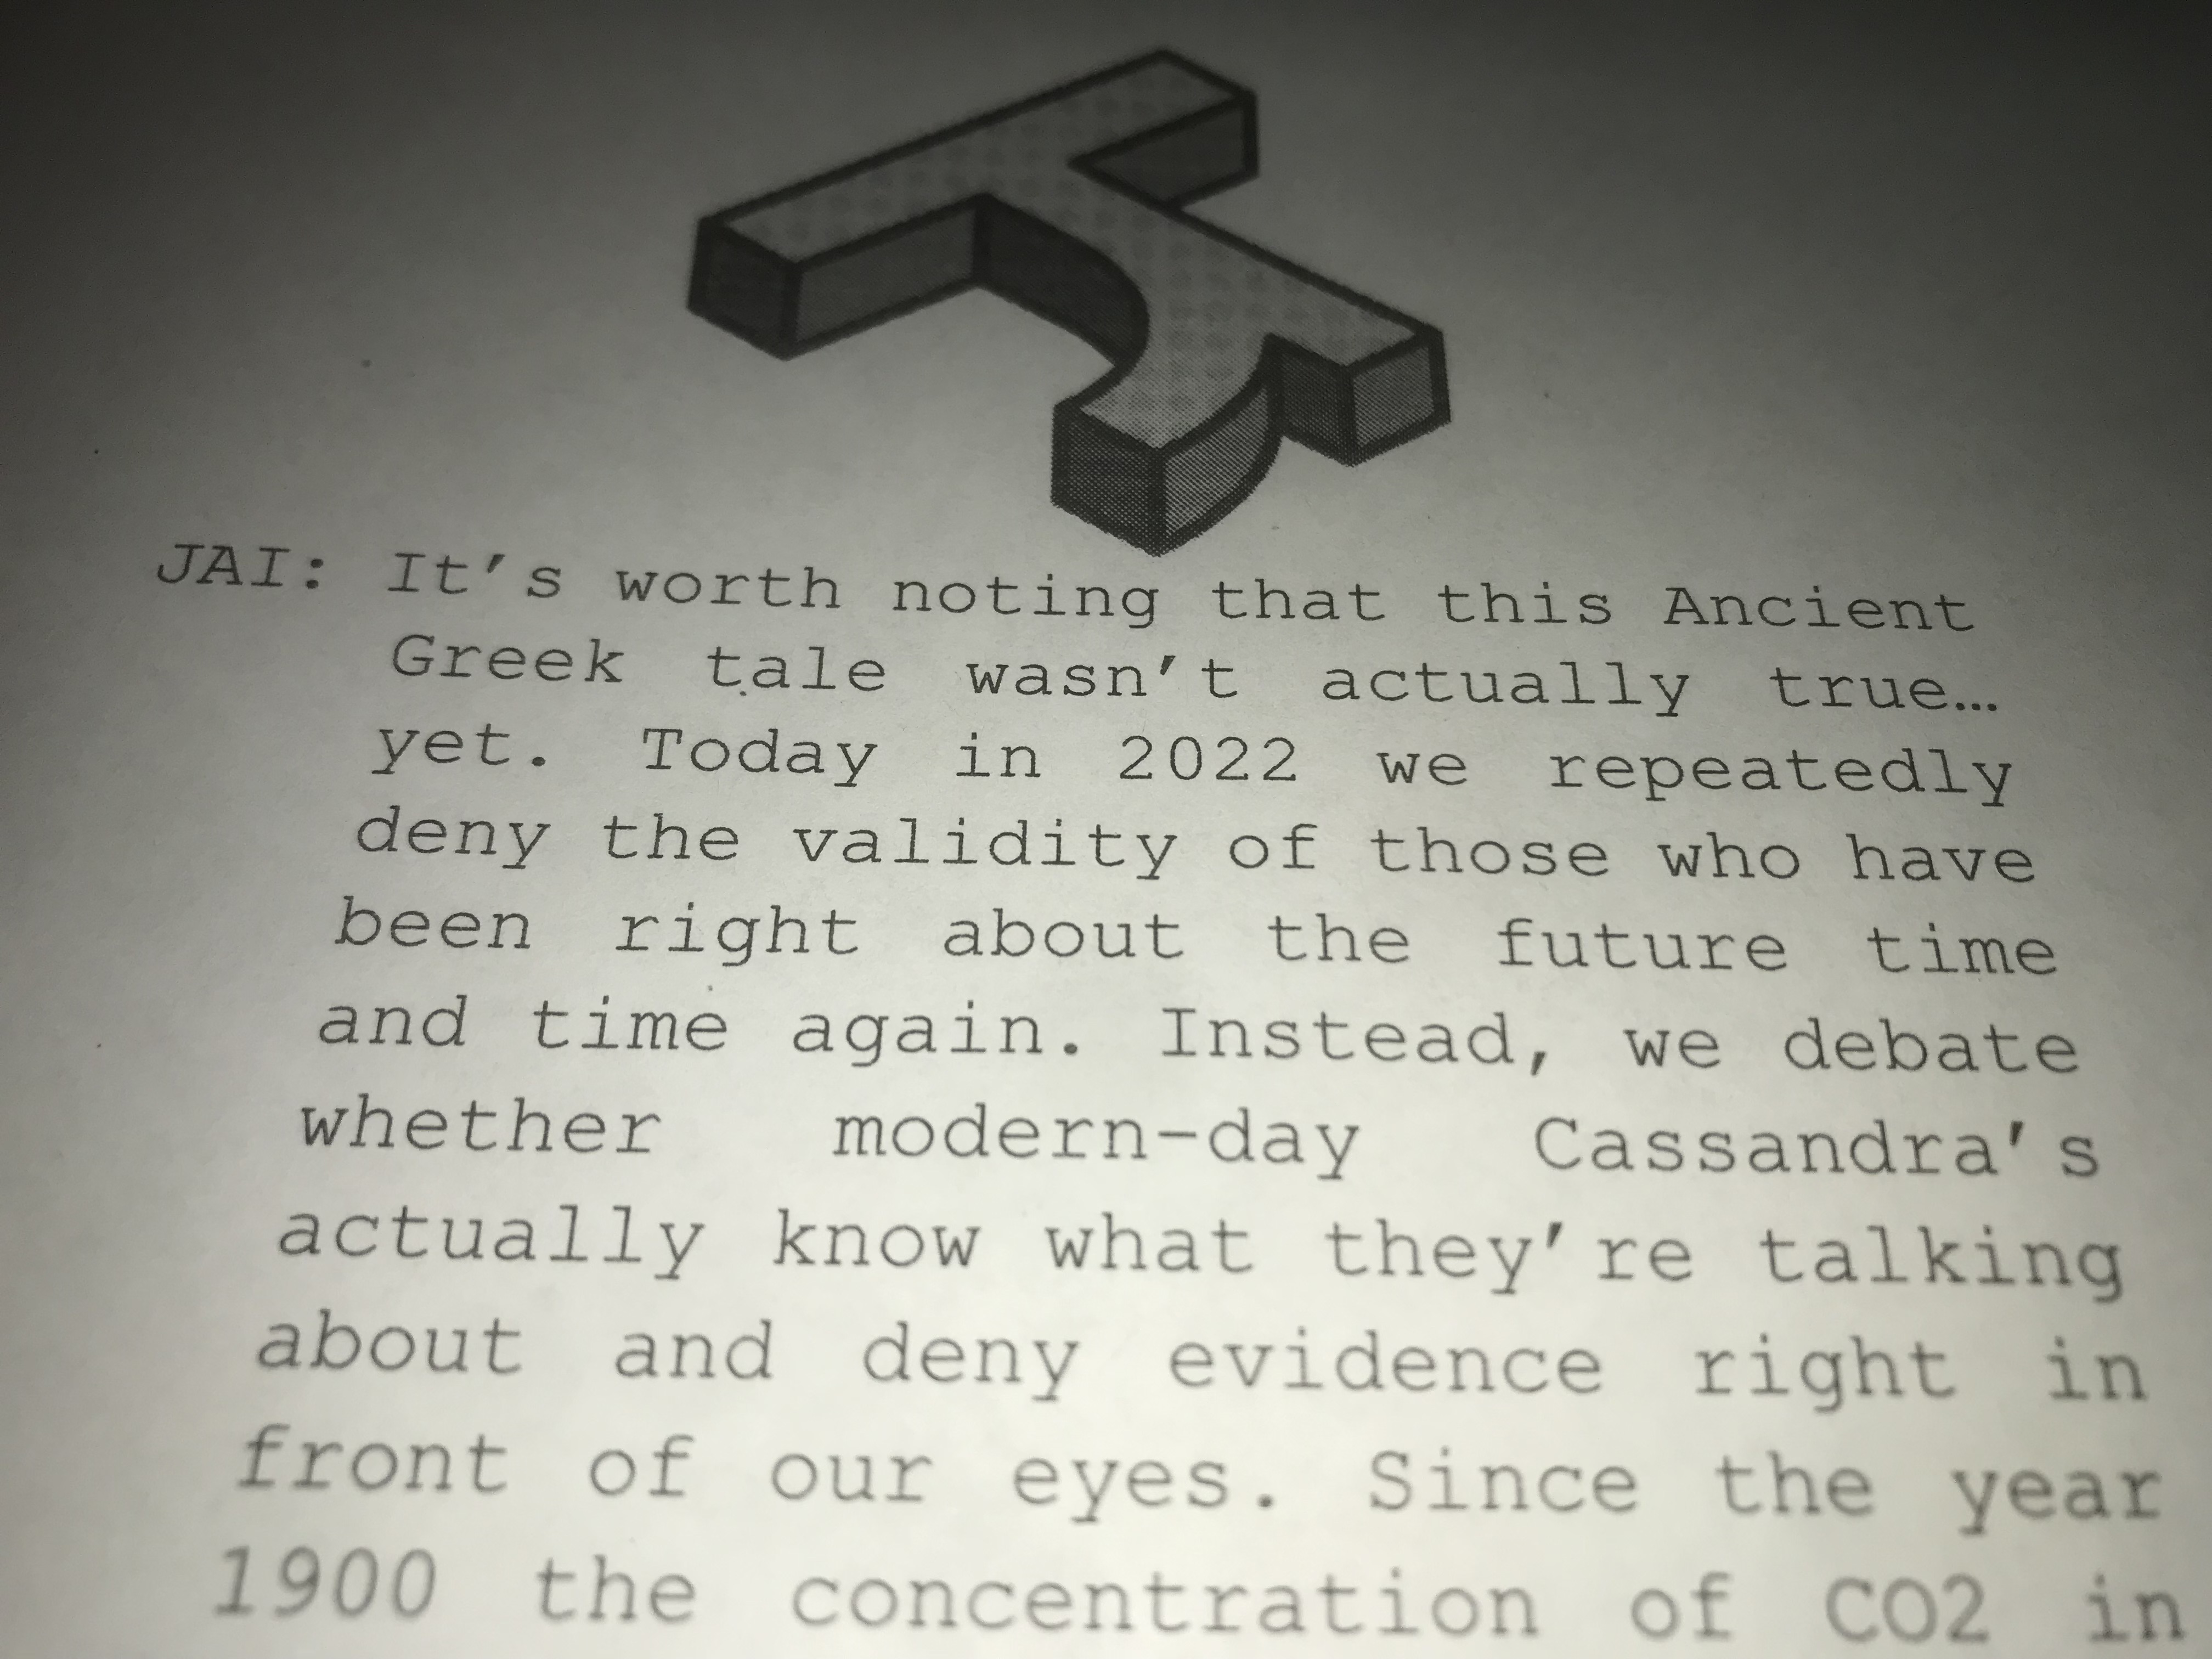 JAI: It's worth noting that this Ancient
Greek tale wasn't actually true…
yet. Today in 2022 we repeatedly
deny the validity of those who have
been right about the future time
and time again. Instead, we debate
whether modern-day Cassandra's
actually know what they're talking
about and deny evidence right in
front of our eyes. Since the year
1900 the concentration of CO2 in